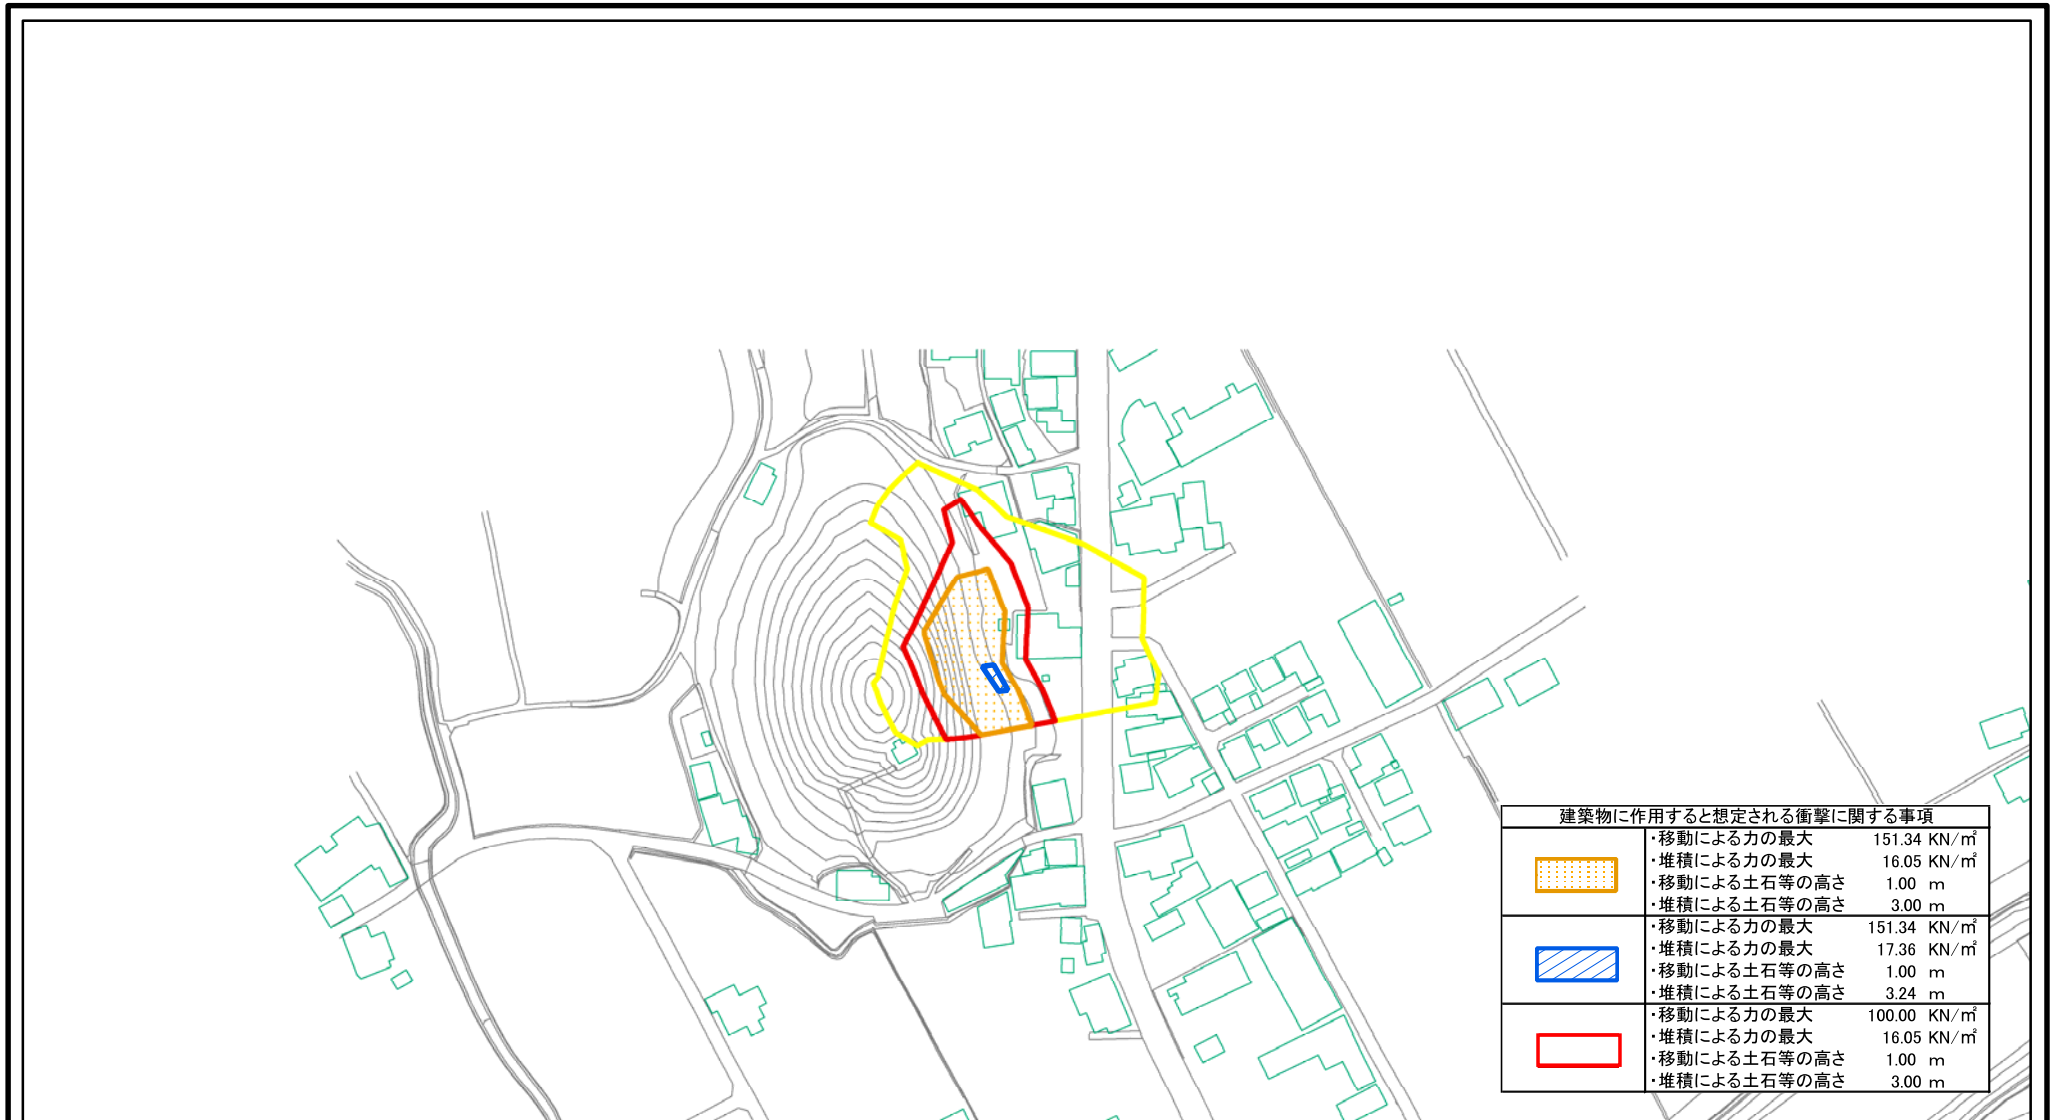 建築物に作用すると想定される衝撃に関する事項
・移動による力の最大 151.34 KN/㎡
・堆積による力の最大 16.05 KN/㎡
・移動による土石等の高さ 1.00 m
・堆積による土石等の高さ 3.00 m
・移動による力の最大 151.34 KN/㎡
・堆積による力の最大 17.36 KN/㎡
・移動による土石等の高さ 1.00 m
・堆積による土石等の高さ 3.24 m
・移動による力の最大 100.00 KN/㎡
・堆積による力の最大 16.05 KN/㎡
・移動による土石等の高さ 1.00 m
・堆積による土石等の高さ 3.00 m